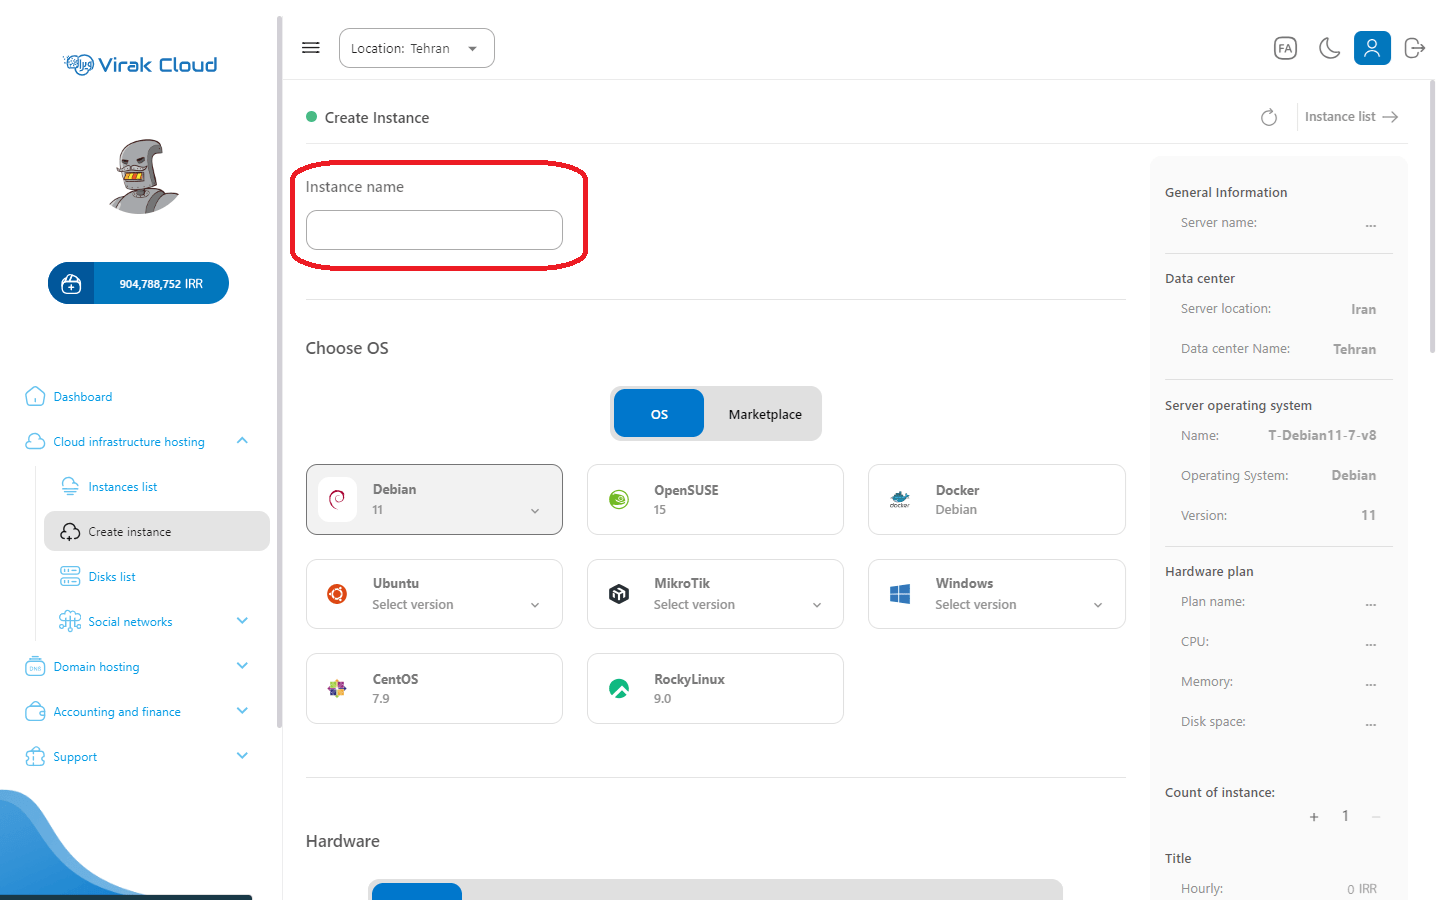 Virak Cloud
904,788,752 IRR
Dashboard
Cloud infrastructure hosting
Instances list
Create instance
Disks list
Social networks
DNS
Domain hosting
Accounting and finance
Support
Location: Tehran
FA
Create Instance
Instance list
Instance name
Choose OS
OS
Marketplace
Debian
11
OpenSUSE
15
docker
Docker
Debian
Ubuntu
Select version
MikroTik
Select version
Windows
Select version
CentOS
7.9
RockyLinux
9.0
Hardware
General Information
Server name: ...
Data center
Server location: Iran
Data center Name: Tehran
Server operating system
Name: T-Debian11-7-v8
Operating System: Debian
Version: 11
Hardware plan
Plan name: ...
CPU: ...
Memory: ...
Disk space: ...
Count of instance:
+ 1 −
Title
Hourly: 0 IRR